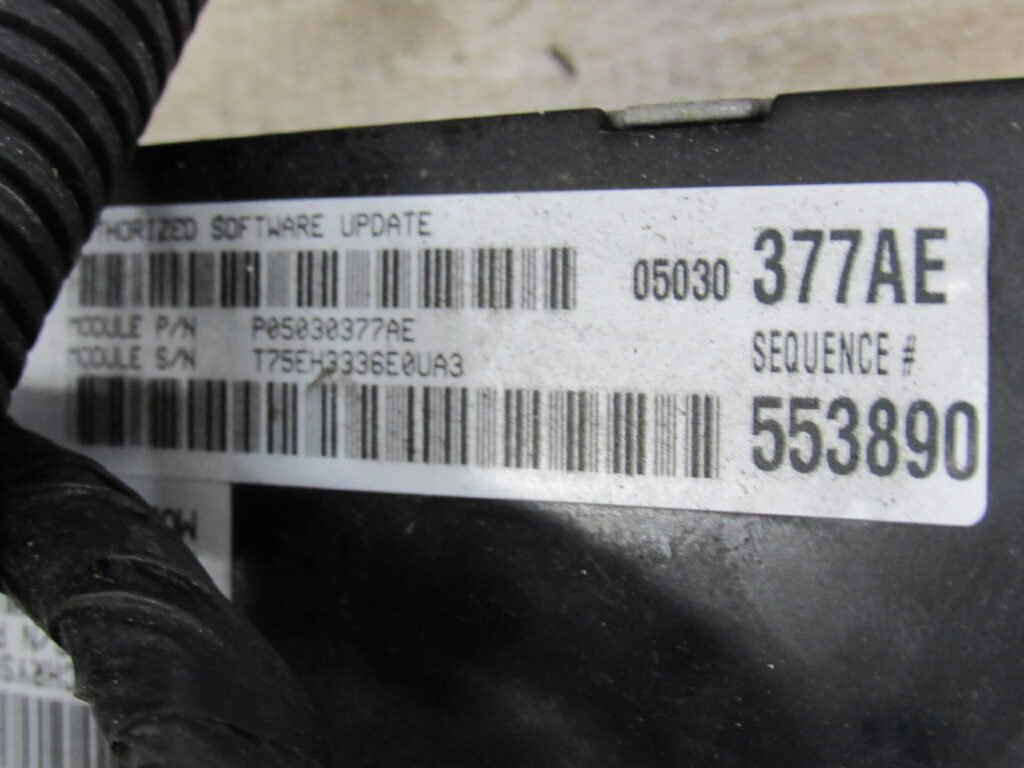 THORIZED SOFTWARE UPDATE
05030 377AE
MODULE P/N P05030377AE
MODULE S/N T75EH3336E0UA3
SEQUENCE #
553890